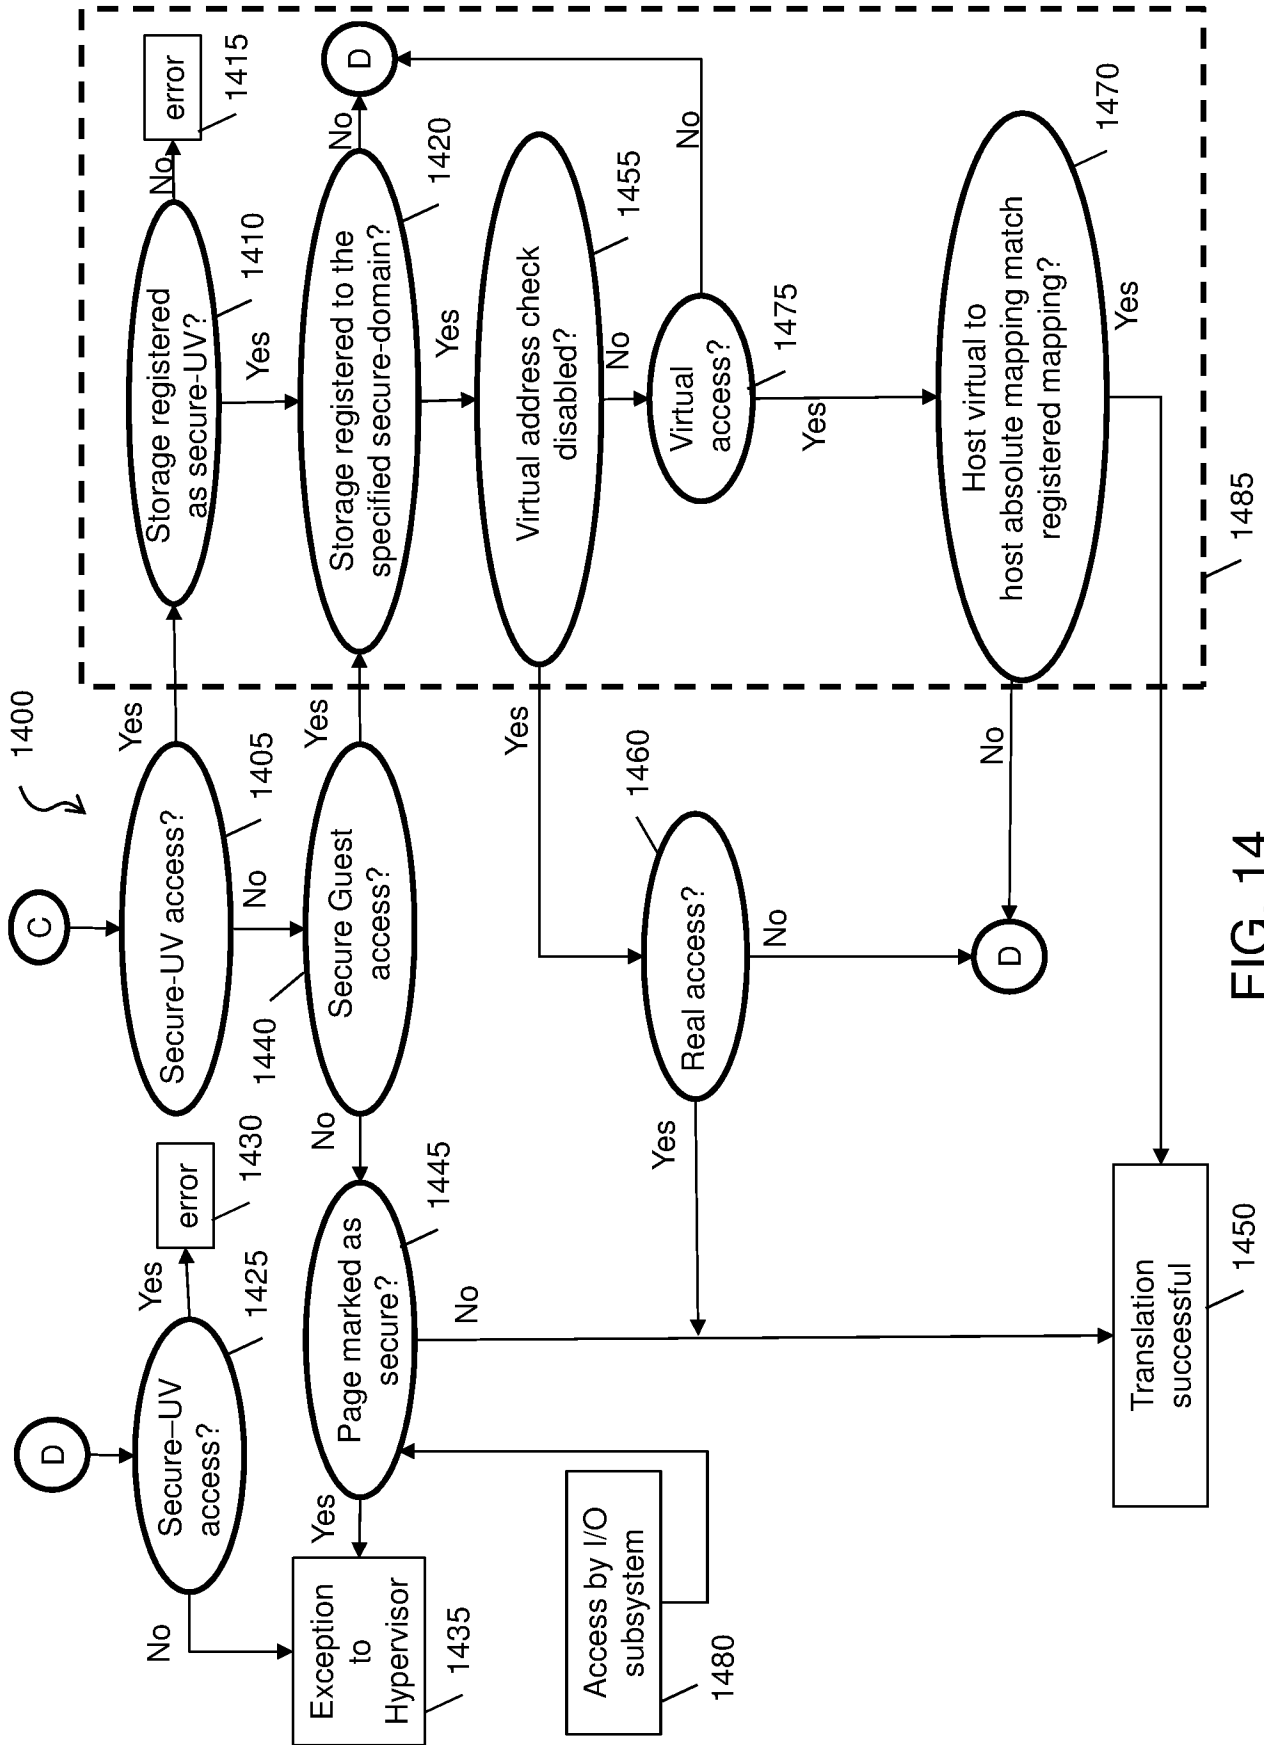 1400
C
D
Secure-UV access?
1405
Yes
No
Storage registered
as secure-UV?
1410
No
error
1415
Yes
Secure–UV
access?
1425
Yes
error
1430
No
Exception
to
Hypervisor
1435
1440
Secure Guest
access?
Yes
No
Storage registered to the
specified secure-domain?
1420
No
D
Yes
Page marked as
secure?
1445
Yes
No
Virtual address check
disabled?
1455
Yes
No
Access by I/O
subsystem
1480
Real access?
1460
Yes
No
Virtual
access?
1475
No
Yes
D
Host virtual to
host absolute mapping match
registered mapping?
1470
No
Yes
Translation
successful
1450
1485
FIG. 14